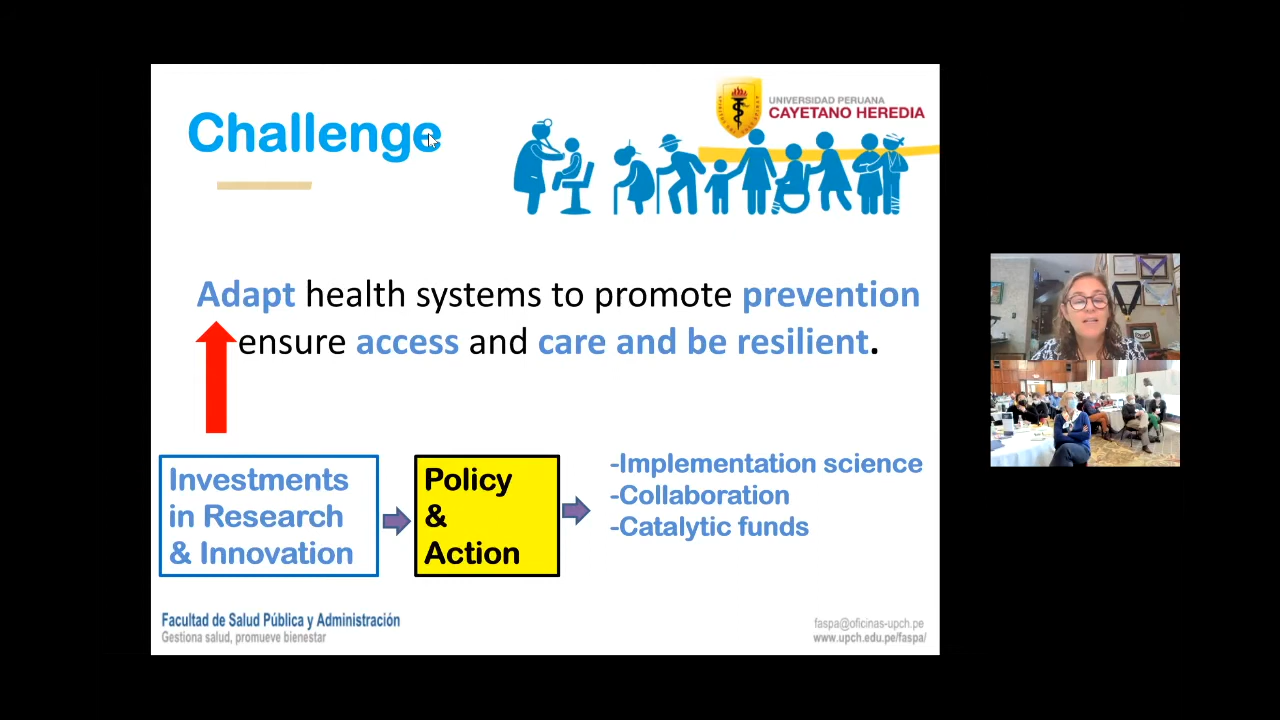 Challenge
UNIVERSIDAD PERUANA
CAYETANO HEREDIA
Adapt health systems to promote prevention
ensure access and care and be resilient.
Investments
in Research
& Innovation
Policy
&
Action
-Implementation science
-Collaboration
-Catalytic funds
Facultad de Salud Pública y Administración
Gestiona salud, promueve bienestar
faspa@oficinas-upch.pe
www.upch.edu.pe/faspa/